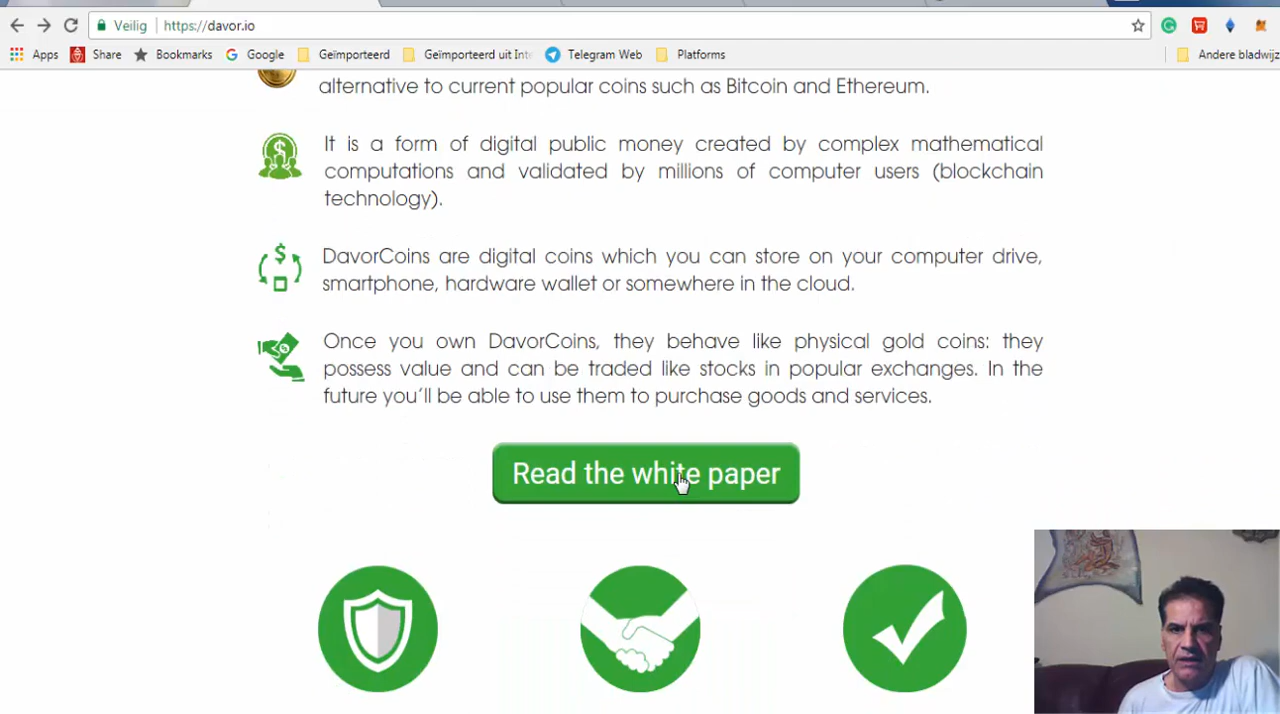 Veilig
https://davor.io
Apps
Share
Bookmarks
Google
Geïmporteerd
Geïmporteerd uit Inte
Telegram Web
Platforms
Andere bladwijz
alternative to current popular coins such as Bitcoin and Ethereum.
It is a form of digital public money created by complex mathematical
computations and validated by millions of computer users (blockchain
technology).
DavorCoins are digital coins which you can store on your computer drive,
smartphone, hardware wallet or somewhere in the cloud.
Once you own DavorCoins, they behave like physical gold coins: they
possess value and can be traded like stocks in popular exchanges. In the
future you'll be able to use them to purchase goods and services.
Read the white paper